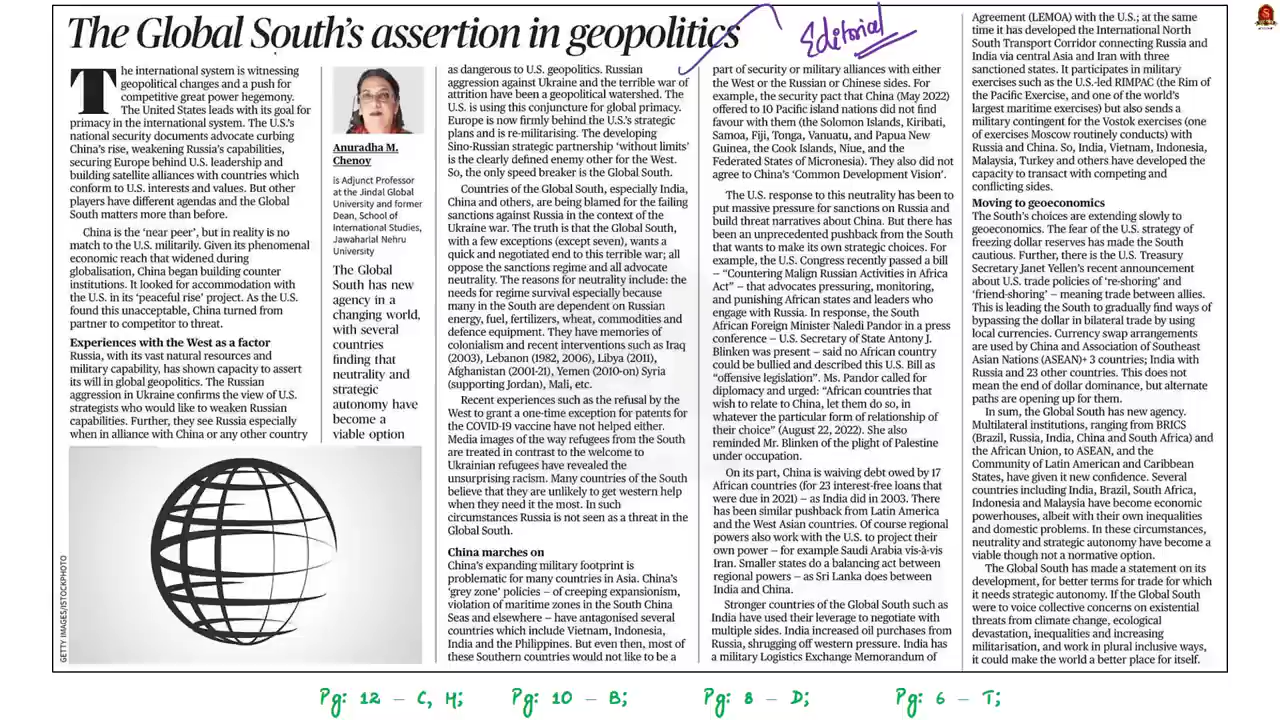 The Global South's assertion in geopolitics
Editorial
The international system is witnessing
geopolitical changes and a push for
competitive great power hegemony.
The United States leads with its goal for
primacy in the international system. The U.S.'s
national security documents advocate curbing
China's rise, weakening Russia's capabilities,
securing Europe behind U.S. leadership and
building satellite alliances with countries which
conform to U.S. interests and values. But other
players have different agendas and the Global
South matters more than before.
China is the 'near peer', but in reality is no
match to the U.S. militarily. Given its phenomenal
economic reach that widened during
globalisation, China began building counter
institutions. It looked for accommodation with
the U.S. in its 'peaceful rise' project. As the U.S.
found this unacceptable, China turned from
partner to competitor to threat.
Experiences with the West as a factor
Russia, with its vast natural resources and
military capability, has shown capacity to assert
its will in global geopolitics. The Russian
aggression in Ukraine confirms the view of U.S.
strategists who would like to weaken Russian
capabilities. Further, they see Russia especially
when in alliance with China or any other country
GETTY IMAGES/ISTOCKPHOTO
Anuradha M.
Chenoy
is Adjunct Professor
at the Jindal Global
University and former
Dean, School of
International Studies,
Jawaharlal Nehru
University
The Global
South has new
agency in a
changing world,
with several
countries
finding that
neutrality and
strategic
autonomy have
become a
viable option
as dangerous to U.S. geopolitics. Russian
aggression against Ukraine and the terrible war of
attrition have been a geopolitical watershed. The
U.S. is using this conjuncture for global primacy.
Europe is now firmly behind the U.S.'s strategic
plans and is re-militarising. The developing
Sino-Russian strategic partnership 'without limits'
is the clearly defined enemy other for the West.
So, the only speed breaker is the Global South.
Countries of the Global South, especially India,
China and others, are being blamed for the failing
sanctions against Russia in the context of the
Ukraine war. The truth is that the Global South,
with a few exceptions (except seven), wants a
quick and negotiated end to this terrible war; all
oppose the sanctions regime and all advocate
neutrality. The reasons for neutrality include: the
needs for regime survival especially because
many in the South are dependent on Russian
energy, fuel, fertilizers, wheat, commodities and
defence equipment. They have memories of
colonialism and recent interventions such as Iraq
(2003), Lebanon (1982, 2006), Libya (2011),
Afghanistan (2001-21), Yemen (2010-on) Syria
(supporting Jordan), Mali, etc.
Recent experiences such as the refusal by the
West to grant a one-time exception for patents for
the COVID-19 vaccine have not helped either.
Media images of the way refugees from the South
are treated in contrast to the welcome to
Ukrainian refugees have revealed the
unsurprising racism. Many countries of the South
believe that they are unlikely to get western help
when they need it the most. In such
circumstances Russia is not seen as a threat in the
Global South.
China marches on
China's expanding military footprint is
problematic for many countries in Asia. China's
'grey zone' policies – of creeping expansionism,
violation of maritime zones in the South China
Seas and elsewhere – have antagonised several
countries which include Vietnam, Indonesia,
India and the Philippines. But even then, most of
these Southern countries would not like to be a
part of security or military alliances with either
the West or the Russian or Chinese sides. For
example, the security pact that China (May 2022)
offered to 10 Pacific island nations did not find
favour with them (the Solomon Islands, Kiribati,
Samoa, Fiji, Tonga, Vanuatu, and Papua New
Guinea, the Cook Islands, Niue, and the
Federated States of Micronesia). They also did not
agree to China's 'Common Development Vision'.
The U.S. response to this neutrality has been to
put massive pressure for sanctions on Russia and
build threat narratives about China. But there has
been an unprecedented pushback from the South
that wants to make its own strategic choices. For
example, the U.S. Congress recently passed a bill
– "Countering Malign Russian Activities in Africa
Act" – that advocates pressuring, monitoring,
and punishing African states and leaders who
engage with Russia. In response, the South
African Foreign Minister Naledi Pandor in a press
conference – U.S. Secretary of State Antony J.
Blinken was present – said no African country
could be bullied and described this U.S. Bill as
"offensive legislation". Ms. Pandor called for
diplomacy and urged: "African countries that
wish to relate to China, let them do so, in
whatever the particular form of relationship of
their choice" (August 22, 2022). She also
reminded Mr. Blinken of the plight of Palestine
under occupation.
On its part, China is waiving debt owed by 17
African countries (for 23 interest-free loans that
were due in 2021) – as India did in 2003. There
has been similar pushback from Latin America
and the West Asian countries. Of course regional
powers also work with the U.S. to project their
own power – for example Saudi Arabia vis-à-vis
Iran. Smaller states do a balancing act between
regional powers – as Sri Lanka does between
India and China.
Stronger countries of the Global South such as
India have used their leverage to negotiate with
multiple sides. India increased oil purchases from
Russia, shrugging off western pressure. India has
a military Logistics Exchange Memorandum of
Agreement (LEMOA) with the U.S.; at the same
time it has developed the International North
South Transport Corridor connecting Russia and
India via central Asia and Iran with three
sanctioned states. It participates in military
exercises such as the U.S.-led RIMPAC (the Rim of
the Pacific Exercise, and one of the world's
largest maritime exercises) but also sends a
military contingent for the Vostok exercises (one
of exercises Moscow routinely conducts) with
Russia and China. So, India, Vietnam, Indonesia,
Malaysia, Turkey and others have developed the
capacity to transact with competing and
conflicting sides.
Moving to geoeconomics
The South's choices are extending slowly to
geoeconomics. The fear of the U.S. strategy of
freezing dollar reserves has made the South
cautious. Further, there is the U.S. Treasury
Secretary Janet Yellen's recent announcement
about U.S. trade policies of 're-shoring' and
'friend-shoring' – meaning trade between allies.
This is leading the South to gradually find ways of
bypassing the dollar in bilateral trade by using
local currencies. Currency swap arrangements
are used by China and Association of Southeast
Asian Nations (ASEAN)+ 3 countries; India with
Russia and 23 other countries. This does not
mean the end of dollar dominance, but alternate
paths are opening up for them.
In sum, the Global South has new agency.
Multilateral institutions, ranging from BRICS
(Brazil, Russia, India, China and South Africa) and
the African Union, to ASEAN, and the
Community of Latin American and Caribbean
States, have given it new confidence. Several
countries including India, Brazil, South Africa,
Indonesia and Malaysia have become economic
powerhouses, albeit with their own inequalities
and domestic problems. In these circumstances,
neutrality and strategic autonomy have become a
viable though not a normative option.
The Global South has made a statement on its
development, for better terms for trade for which
it needs strategic autonomy. If the Global South
were to voice collective concerns on existential
threats from climate change, ecological
devastation, inequalities and increasing
militarisation, and work in plural inclusive ways,
it could make the world a better place for itself.
Pg: 12 – C, H; Pg: 10 – B; Pg: 8 – D; Pg: 6 – T;